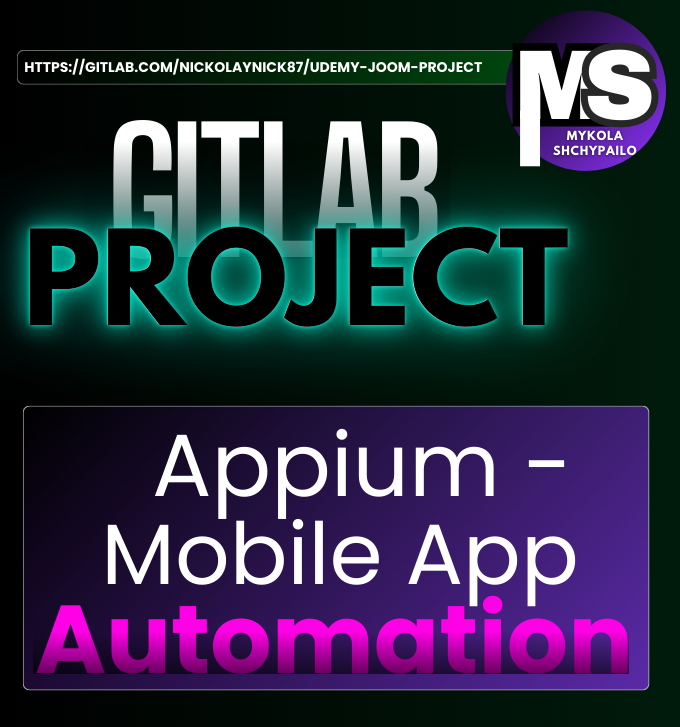 HTTPS://GITLAB.COM/NICKOLAYNICK87/UDEMY-JOOM-PROJECT
MS
MYKOLA
SHCHYPAILO
GITLAB
PROJECT
Appium -
Mobile App
Automation